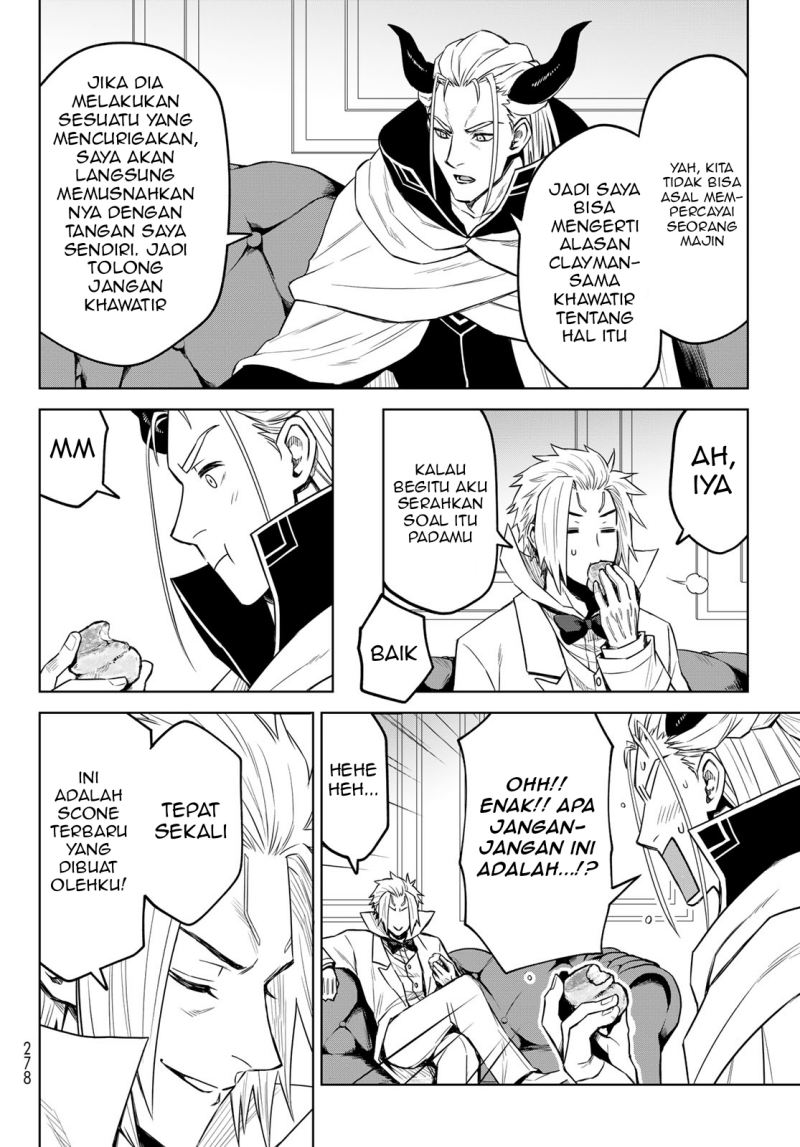 YAH, KITA
TIDAK BISA
ASAL MEM-
PERCAYAI
SEORANG
MAJIN
JADI SAYA
BISA
MENGERTI
ALASAN
CLAYMAN-
SAMA
KHAWATIR
TENTANG
HAL ITU
JIKA DIA
MELAKUKAN
SESUATU YANG
MENCURIGAKAN,
SAYA AKAN
LANGSUNG
MEMUSNAHKAN
NYA DENGAN
TANGAN SAYA
SENDIRI. JADI
TOLONG
JANGAN
KHAWATIR
AH,
IYA
KALAU
BEGITU AKU
SERAHKAN
SOAL ITU
PADAMU
BAIK
MM
OHH!!
ENAK!! APA
JANGAN-
JANGAN INI
ADALAH...!?
HEHE
HEH...
TEPAT
SEKALI
INI
ADALAH
SCONE
TERBARU
YANG
DIBUAT
OLEHKU!
278